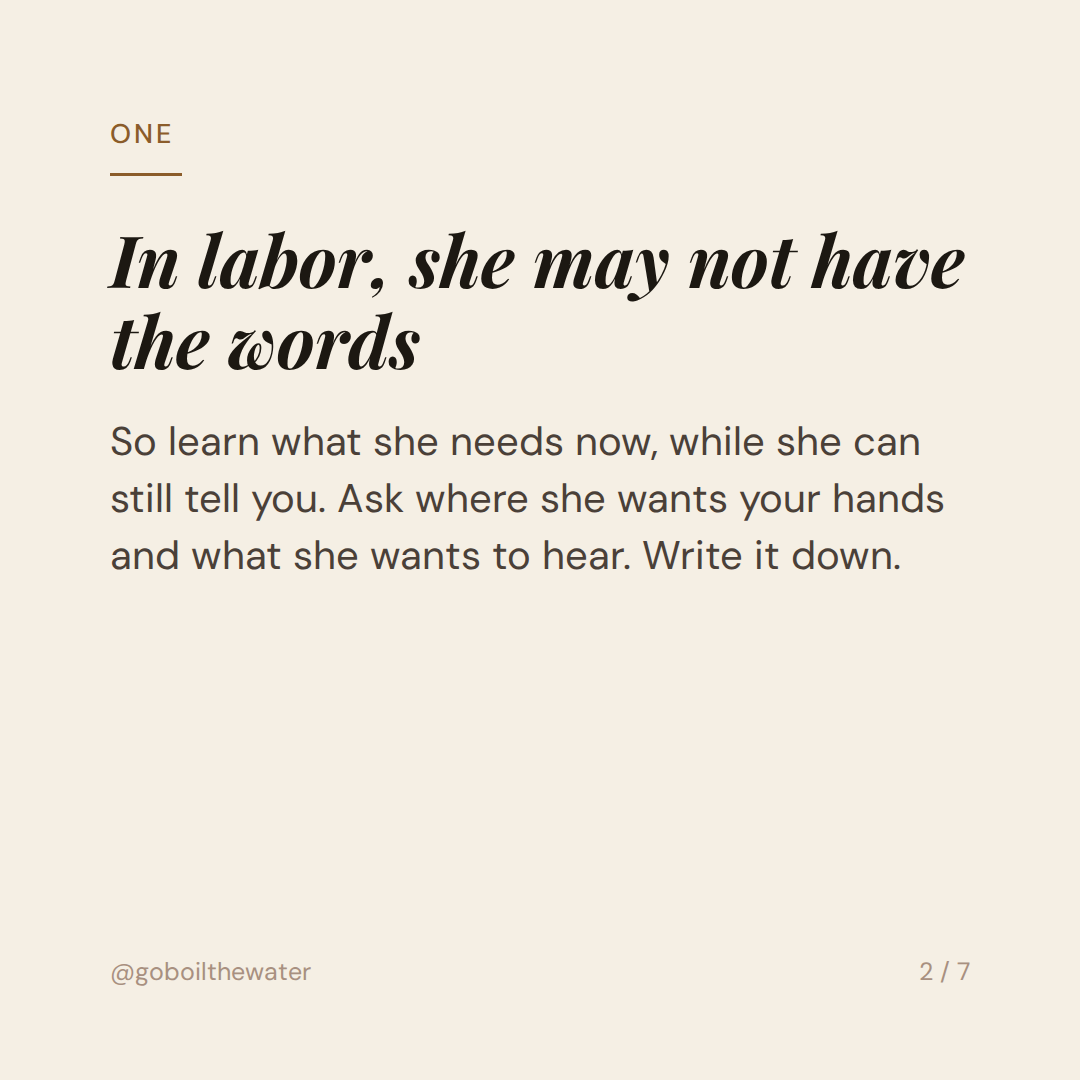 ONE
In labor, she may not have
the words
So learn what she needs now, while she can
still tell you. Ask where she wants your hands
and what she wants to hear. Write it down.
@goboilthewater
2 / 7